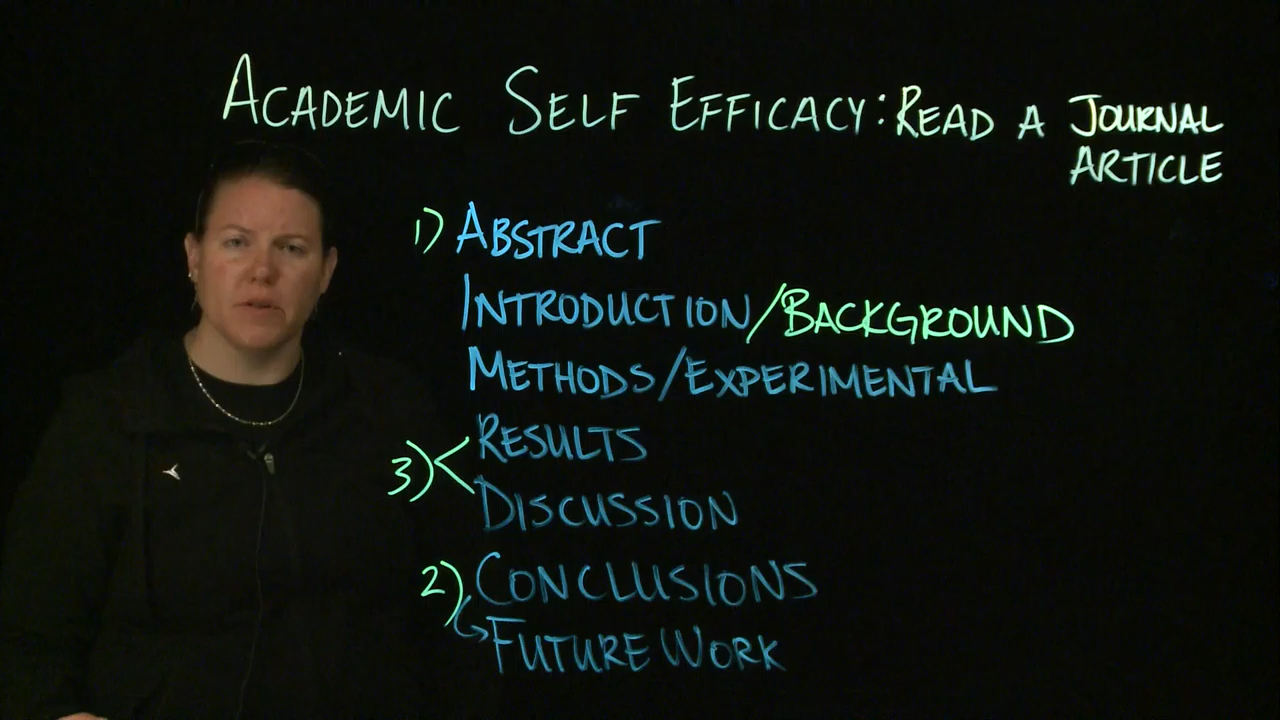 ACADEMIC SELF EFFICACY: READ A JOURNAL
ARTICLE
1) ABSTRACT
INTRODUCTION/BACKGROUND
METHODS/EXPERIMENTAL
3) < RESULTS
DISCUSSION
2) CONCLUSIONS
↳ FUTURE WORK